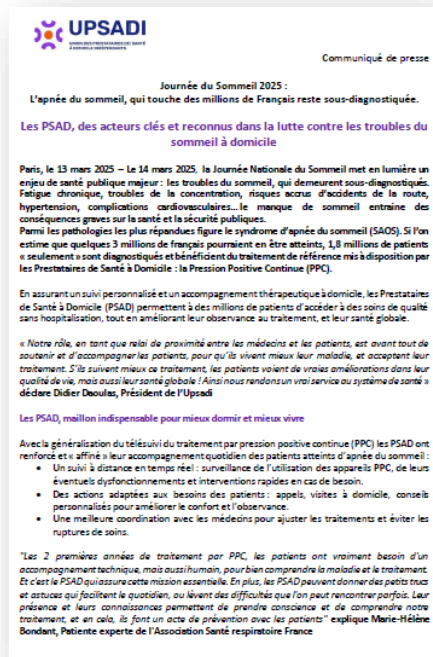 UPSADI
UNION DES PRESTATAIRES DE SANTÉ
À DOMICILE INDÉPENDANTS
Communiqué de presse
Journée du Sommeil 2025 :
L'apnée du sommeil, qui touche des millions de Français reste sous-diagnostiquée.
Les PSAD, des acteurs clés et reconnus dans la lutte contre les troubles du
sommeil à domicile
Paris, le 13 mars 2025 – Le 14 mars 2025, la Journée Nationale du Sommeil met en lumière un
enjeu de santé publique majeur : les troubles du sommeil, qui demeurent sous-diagnostiqués.
Fatigue chronique, troubles de la concentration, risques accrus d'accidents de la route,
hypertension, complications cardiovasculaires... le manque de sommeil entraine des
conséquences graves sur la santé et la sécurité publiques.
Parmi les pathologies les plus répandues figure le syndrome d'apnée du sommeil (SAOS). Si l'on
estime que quelques 3 millions de français pourraient en être atteints, 1,8 millions de patients
« seulement » sont diagnostiqués et bénéficient du traitement de référence mis à disposition par
les Prestataires de Santé à Domicile : la Pression Positive Continue (PPC).
En assurant un suivi personnalisé et un accompagnement thérapeutique à domicile, les Prestataires
de Santé à Domicile (PSAD) permettent à des millions de patients d'accéder à des soins de qualité
sans hospitalisation, tout en améliorant leur observance au traitement, et leur santé globale.
« Notre rôle, en tant que relai de proximité entre les médecins et les patients, est avant tout de
soutenir et d'accompagner les patients, pour qu'ils vivent mieux leur maladie, et acceptent leur
traitement. S'ils suivent mieux ce traitement, les patients voient de vraies améliorations dans leur
qualité de vie, mais aussi leur santé globale ! Ainsi nous rendons un vrai service au système de santé »
déclare Didier Daoulas, Président de l'Upsadi
Les PSAD, maillon indispensable pour mieux dormir et mieux vivre
Avec la généralisation du télésuivi du traitement par pression positive continue (PPC) les PSAD ont
renforcé et « affiné » leur accompagnement quotidien des patients atteints d'apnée du sommeil :
• Un suivi à distance en temps réel : surveillance de l'utilisation des appareils PPC, de leurs
éventuels dysfonctionnements et interventions rapides en cas de besoin.
• Des actions adaptées aux besoins des patients : appels, visites à domicile, conseils
personnalisés pour améliorer le confort et l'observance.
• Une meilleure coordination avec les médecins pour ajuster les traitements et éviter les
ruptures de soins.
"Les 2 premières années de traitement par PPC, les patients ont vraiment besoin d'un
accompagnement technique, mais aussi humain, pour bien comprendre la maladie et le traitement.
Et c'est le PSAD qui assure cette mission essentielle. En plus, les PSAD peuvent donner des petits trucs
et astuces qui facilitent le quotidien, ou lèvent des difficultés que l'on peut rencontrer parfois. Leur
présence et leurs connaissances permettent de prendre conscience et de comprendre notre
traitement, et en cela, ils font un acte de prévention avec les patients" explique Marie-Hélène
Bondant, Patiente experte de l'Association Santé respiratoire France